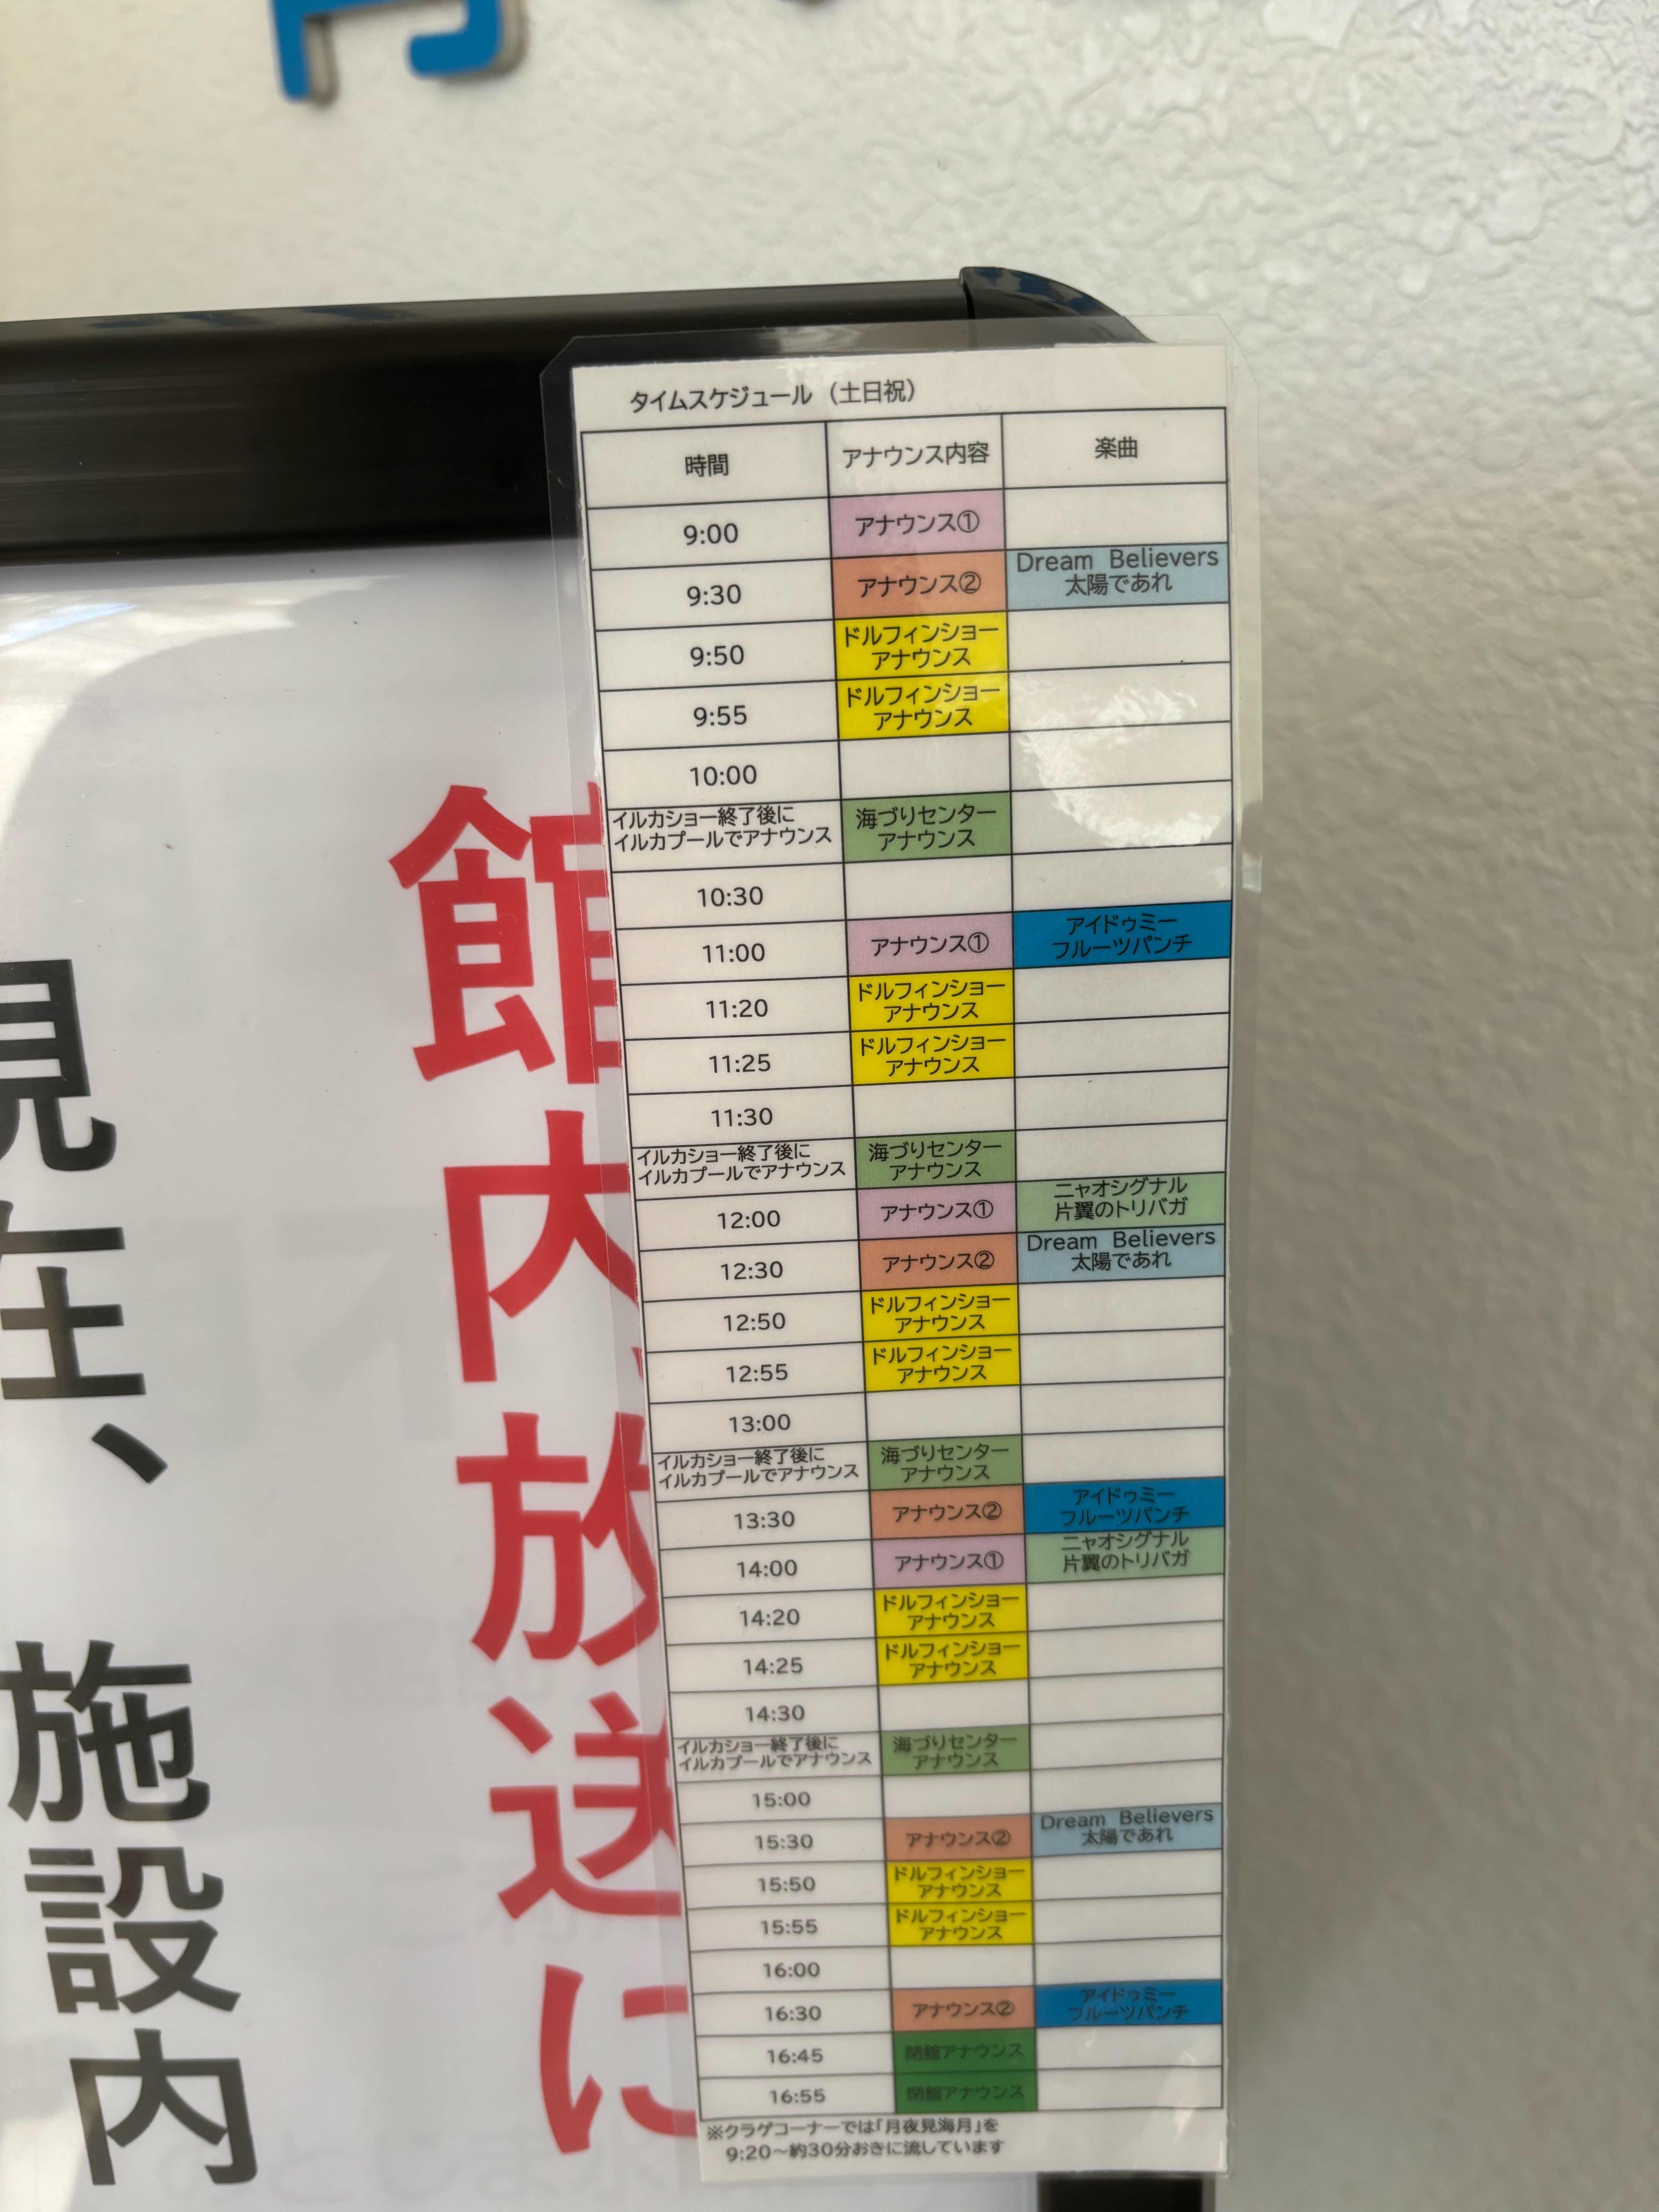 タイムスケジュール（土日祝）
時間 アナウンス内容 楽曲
9:00 アナウンス①
9:30 アナウンス② Dream Believers
太陽であれ
9:50 ドルフィンショー
アナウンス
9:55 ドルフィンショー
アナウンス
10:00
イルカショー終了後に
イルカプールでアナウンス
海づりセンター
アナウンス
10:30
11:00 アナウンス① アイドゥミー
フルーツパンチ
11:20 ドルフィンショー
アナウンス
11:25 ドルフィンショー
アナウンス
11:30
イルカショー終了後に
イルカプールでアナウンス
海づりセンター
アナウンス
12:00 アナウンス① ニャオシグナル
片翼のトリバガ
12:30 アナウンス② Dream Believers
太陽であれ
12:50 ドルフィンショー
アナウンス
12:55 ドルフィンショー
アナウンス
13:00
イルカショー終了後に
イルカプールでアナウンス
海づりセンター
アナウンス
13:30 アナウンス② アイドゥミー
フルーツパンチ
14:00 アナウンス① ニャオシグナル
片翼のトリバガ
14:20 ドルフィンショー
アナウンス
14:25 ドルフィンショー
アナウンス
14:30
イルカショー終了後に
イルカプールでアナウンス
海づりセンター
アナウンス
15:00
15:30 アナウンス② Dream Believers
太陽であれ
15:50 ドルフィンショー
アナウンス
15:55 ドルフィンショー
アナウンス
16:00
16:30 アナウンス② アイドゥミー
フルーツパンチ
16:45 閉館アナウンス
16:55 閉館アナウンス
※クラゲコーナーでは「月夜見海月」を
9:20～約30分おきに流しています
館内放送に
現在、施設内